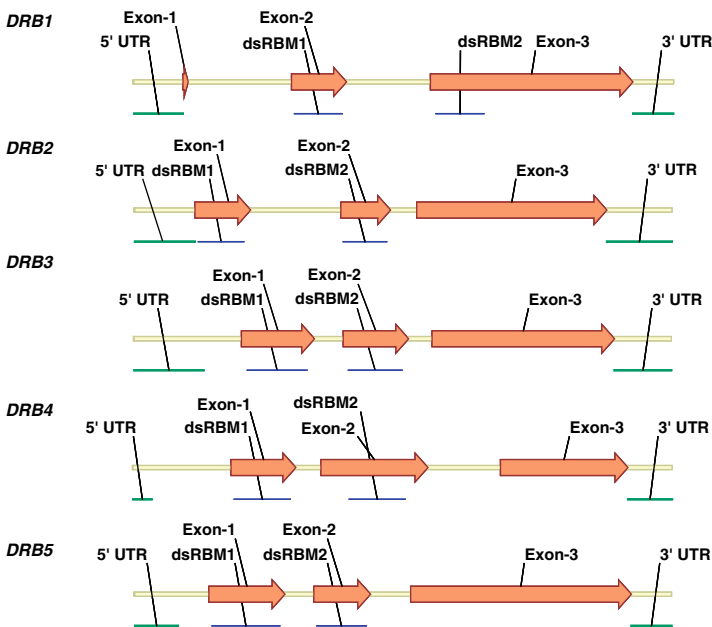 DRB1
Exon-1
Exon-2
5' UTR
dsRBM1
dsRBM2
Exon-3
3' UTR
DRB2
Exon-1
Exon-2
5' UTR
dsRBM1
dsRBM2
Exon-3
3' UTR
DRB3
Exon-1
Exon-2
5' UTR
dsRBM1
dsRBM2
Exon-3
3' UTR
DRB4
Exon-1
dsRBM2
5' UTR
dsRBM1
Exon-2
Exon-3
3' UTR
DRB5
Exon-1
Exon-2
5' UTR
dsRBM1
dsRBM2
Exon-3
3' UTR